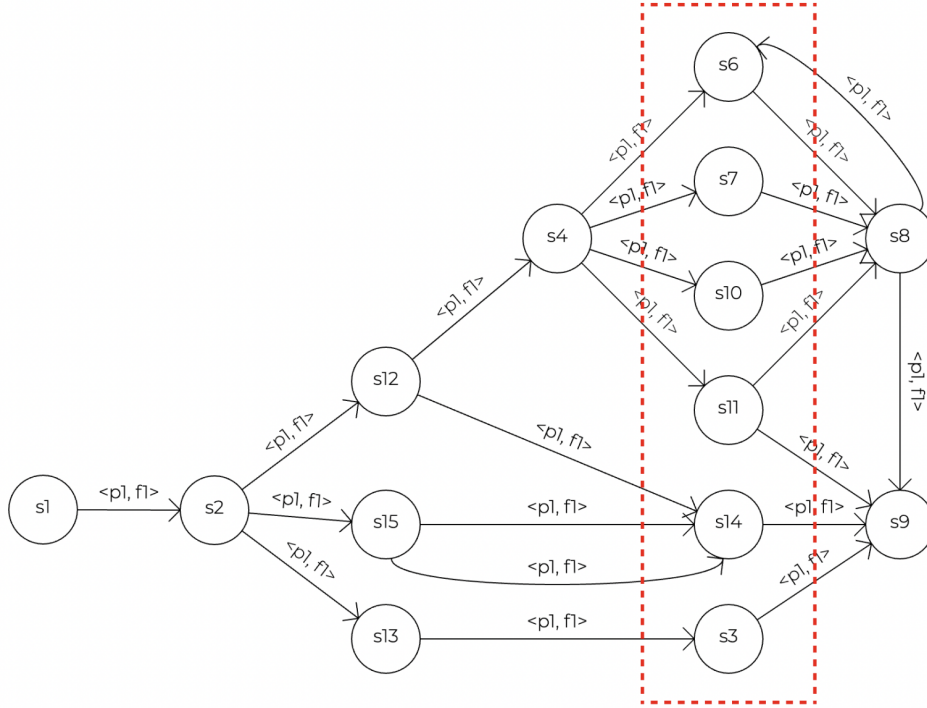 s6
<p1, f1>
<p1, f1>
<p1, f1>
s7
<p1, f1>
<p1, f1>
s4
s8
<p1, f1>
<p1, f1>
s10
<p1, f1>
<p1, f1>
<p1, f1>
s12
<p1, f1>
s11
<p1, f1>
<p1, f1>
<p1, f1>
s1
<p1, f1>
s2
<p1, f1>
s15
<p1, f1>
s14
<p1, f1>
s9
<p1, f1>
<p1, f1>
<p1, f1>
s13
<p1, f1>
s3